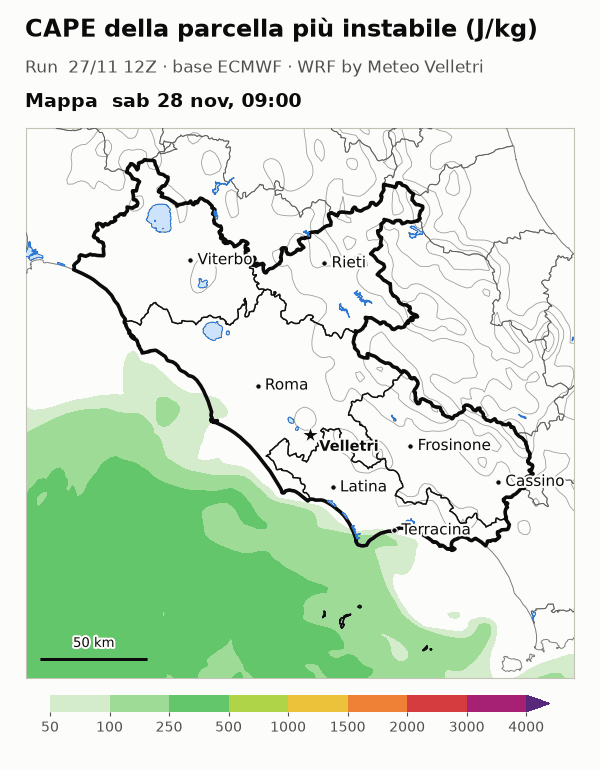 CAPE della parcella più instabile (J/kg)
Run  27/11 12Z · base ECMWF · WRF by Meteo Velletri
Mappa  sab 28 nov, 09:00
Viterbo
Rieti
Roma
Velletri
Frosinone
Cassino
Latina
Terracina
50 km
50 100 250 500 1000 1500 2000 3000 4000